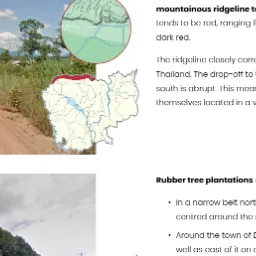 mountainous ridgeline t
tends to be red, ranging f
dark red.
The ridgeline closely corre
Thailand. The drop-off to
south is abrupt. This mea
themselves located in a v
Rubber tree plantations
• In a narrow belt nort
centred around the
• Around the town of
well as east of it on